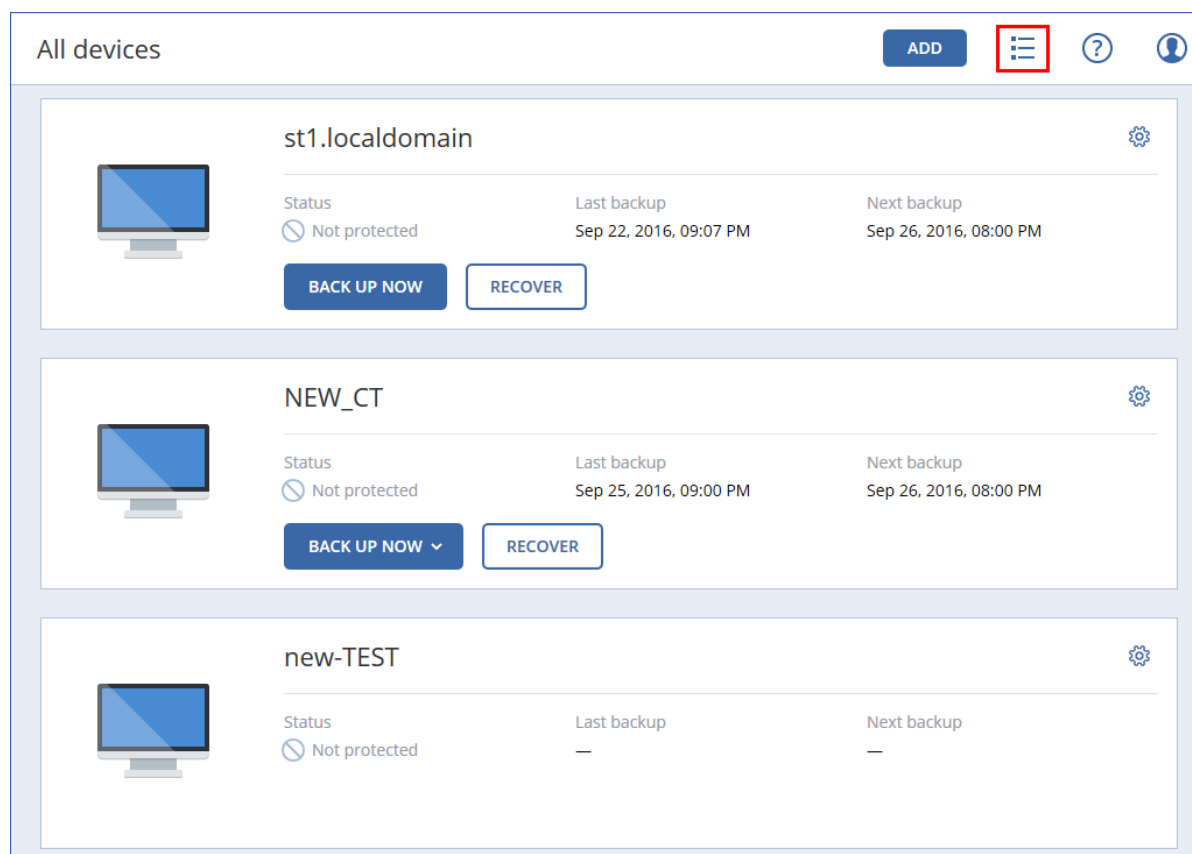 All devices
ADD
?
st1.localdomain
Status Last backup Next backup
Not protected Sep 22, 2016, 09:07 PM Sep 26, 2016, 08:00 PM
BACK UP NOW RECOVER
NEW_CT
Status Last backup Next backup
Not protected Sep 25, 2016, 09:00 PM Sep 26, 2016, 08:00 PM
BACK UP NOW RECOVER
new-TEST
Status Last backup Next backup
Not protected — —